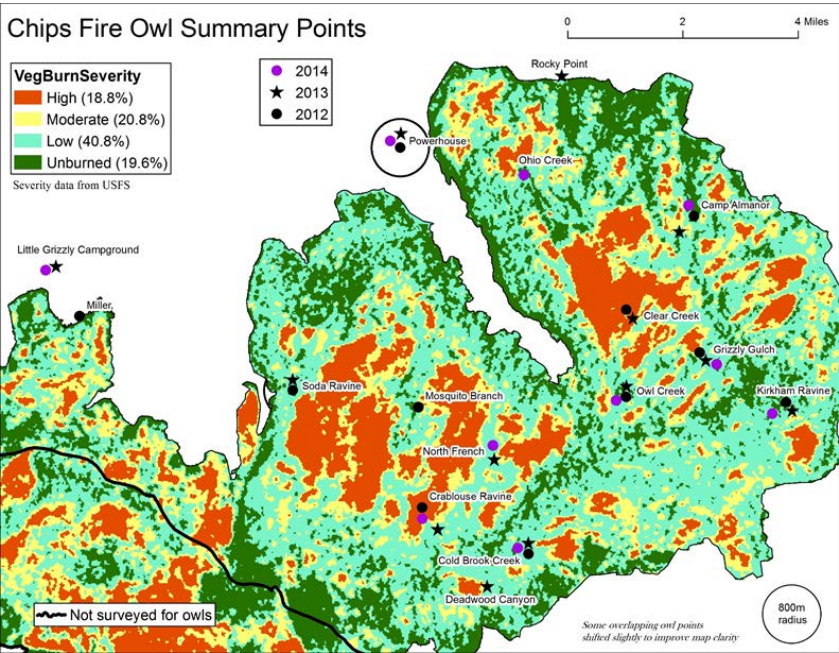 Chips Fire Owl Summary Points
0 2 4 Miles
VegBurnSeverity
High (18.8%)
Moderate (20.8%)
Low (40.8%)
Unburned (19.6%)
Severity data from USFS
2014
2013
2012
Rocky Point
Powerhouse
Ohio Creek
Camp Almanor
Little Grizzly Campground
Miller
Clear Creek
Grizzly Gulch
Soda Ravine
Mosquito Branch
Owl Creek
Kirkham Ravine
North French
Crablouse Ravine
Cold Brook Creek
Deadwood Canyon
Not surveyed for owls
Some overlapping owl points
shifted slightly to improve map clarity
800m
radius